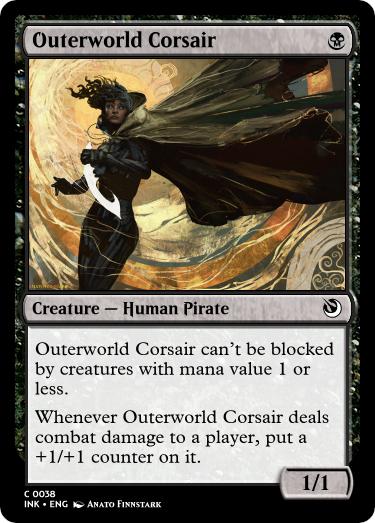 Outerworld Corsair
Creature — Human Pirate
Outerworld Corsair can't be blocked
by creatures with mana value 1 or
less.
Whenever Outerworld Corsair deals
combat damage to a player, put a
+1/+1 counter on it.
1/1
C 0038
INK • ENG Anato Finnstark